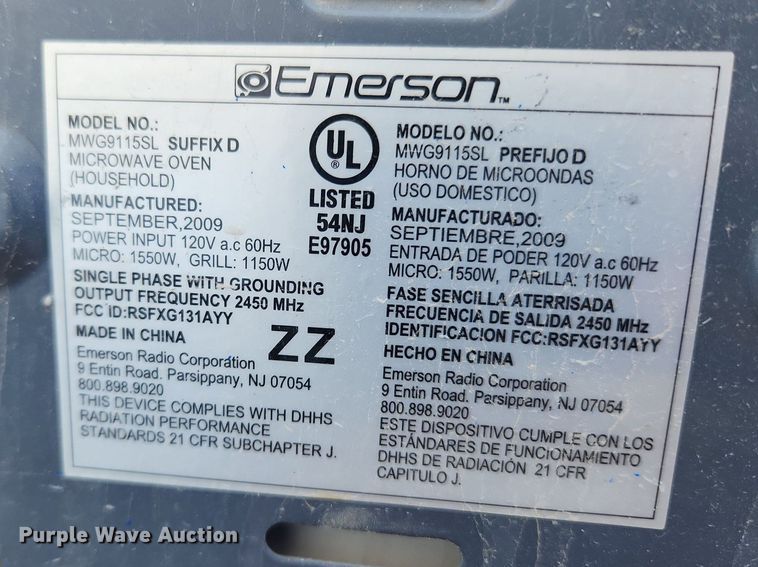 Emerson™
MODEL NO.:
MWG9115SL SUFFIX D
MICROWAVE OVEN
(HOUSEHOLD)
MANUFACTURED:
SEPTEMBER,2009
POWER INPUT 120V a.c 60Hz
MICRO: 1550W, GRILL: 1150W
SINGLE PHASE WITH GROUNDING
OUTPUT FREQUENCY 2450 MHz
FCC ID:RSFXG131AYY
MADE IN CHINA
Emerson Radio Corporation
9 Entin Road. Parsippany, NJ 07054
800.898.9020
THIS DEVICE COMPLIES WITH DHHS
RADIATION PERFORMANCE
STANDARDS 21 CFR SUBCHAPTER J.
UL
LISTED
54NJ
E97905
ZZ
MODELO NO.:
MWG9115SL PREFIJO D
HORNO DE MICROONDAS
(USO DOMESTICO)
MANUFACTURADO:
SEPTIEMBRE,2009
ENTRADA DE PODER 120V a.c 60Hz
MICRO: 1550W, PARILLA: 1150W
FASE SENCILLA ATERRISADA
FRECUENCIA DE SALIDA 2450 MHz
IDENTIFICATION FCC:RSFXG131AYY
HECHO EN CHINA
Emerson Radio Corporation
9 Entin Road. Parsippany, NJ 07054
800.898.9020
ESTE DISPOSITIVO CUMPLE CON LOS
ESTÁNDARES DE FUNCIONAMIENTO
DHHS DE RADIACIÓN 21 CFR
CAPITULO J.
Purple Wave Auction